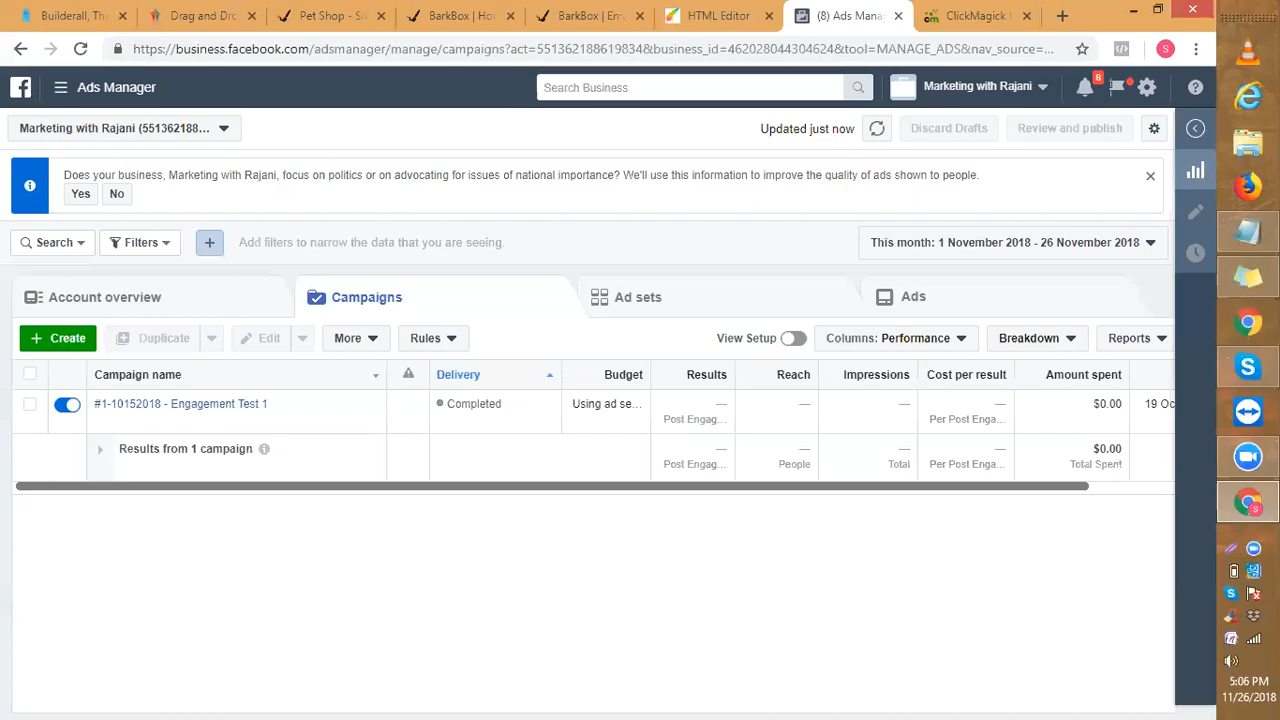 Builderall, Th
Drag and Dro
Pet Shop - S
BarkBox | Ho
BarkBox | Em
HTML Editor
(8) Ads Mana
ClickMagick
https://business.facebook.com/adsmanager/manage/campaigns?act=551362188619834&business_id=462628044304624&tool=MANAGE_ADS&nav_source=...
S
Ads Manager
Search Business
Marketing with Rajani
8
Marketing with Rajani (551362188...
Updated just now
Discard Drafts
Review and publish
Does your business, Marketing with Rajani, focus on politics or on advocating for issues of national importance? We'll use this information to improve the quality of ads shown to people.
Yes
No
Search
Filters
Add filters to narrow the data that you are seeing.
This month: 1 November 2018 - 26 November 2018
Account overview
Campaigns
Ad sets
Ads
+ Create
Duplicate
Edit
More
Rules
View Setup
Columns: Performance
Breakdown
Reports
Campaign name
Delivery
Budget
Results
Reach
Impressions
Cost per result
Amount spent
#1-10152018 - Engagement Test 1
Completed
Using ad se...
—
—
—
—
$0.00
19 Oc
Post Engag...
Per Post Enga...
Results from 1 campaign
—
—
—
—
$0.00
Post Engag...
People
Total
Per Post Enga...
Total Spent
5:06 PM
11/26/2018